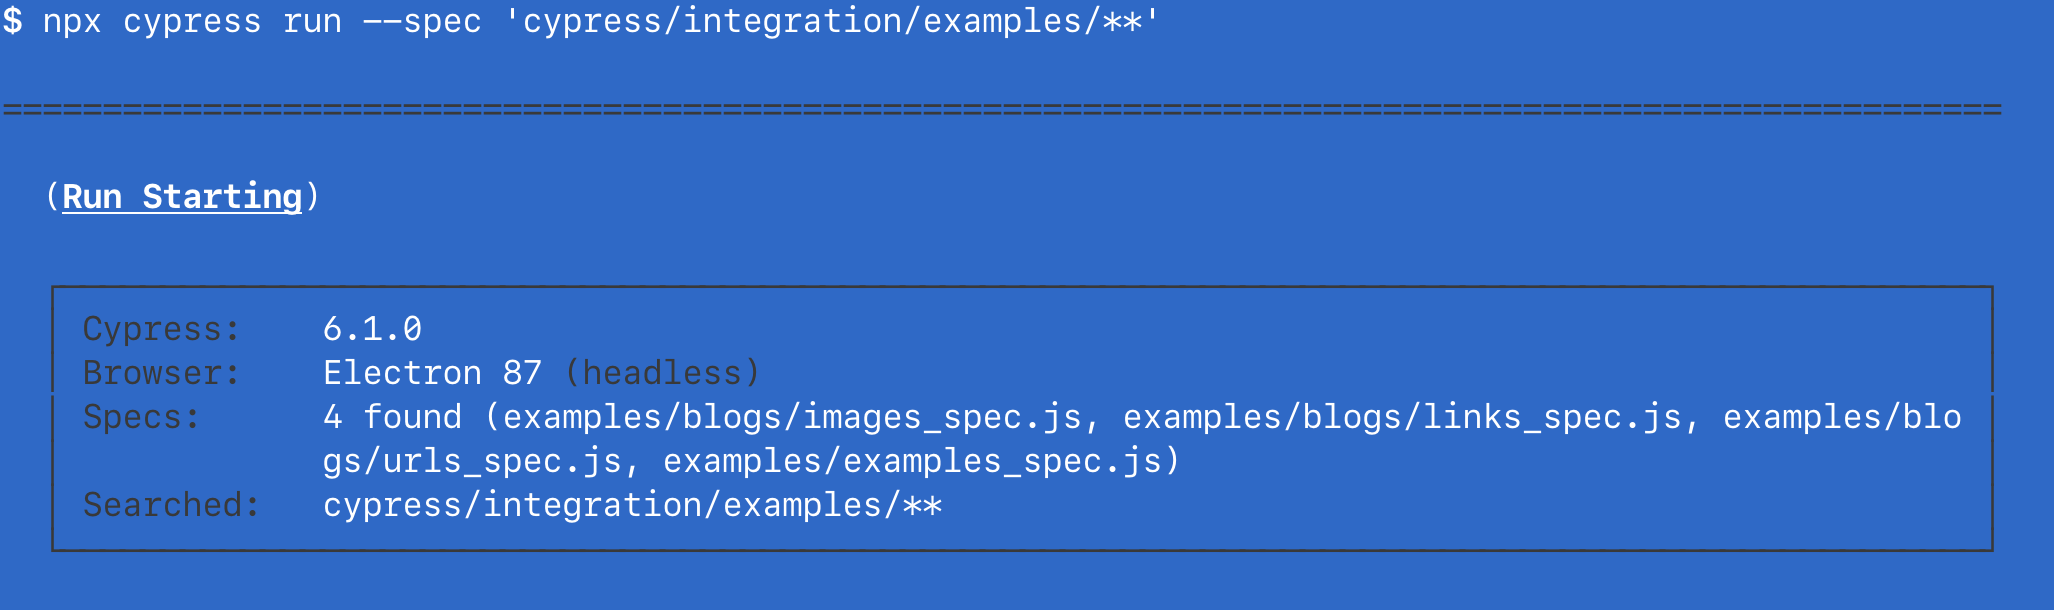 $ npx cypress run --spec 'cypress/integration/examples/**'
====================================================================================================
(Run Starting)
Cypress: 6.1.0
Browser: Electron 87 (headless)
Specs: 4 found (examples/blogs/images_spec.js, examples/blogs/links_spec.js, examples/blo
gs/urls_spec.js, examples/examples_spec.js)
Searched: cypress/integration/examples/**